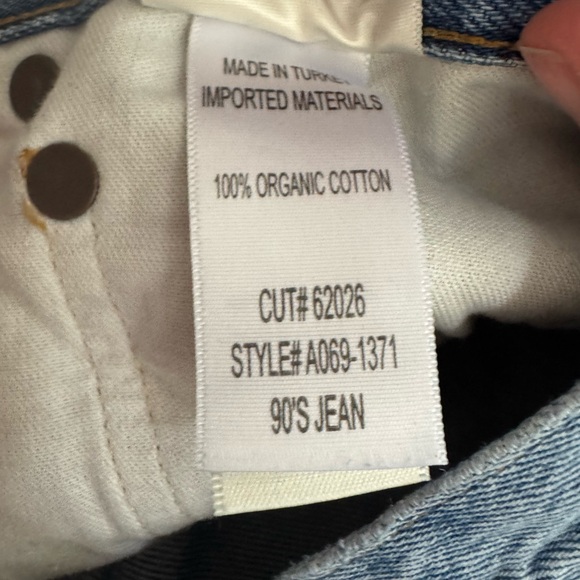 MADE IN TURKEY
IMPORTED MATERIALS
100% ORGANIC COTTON
CUT# 62026
STYLE# A069-1371
90'S JEAN